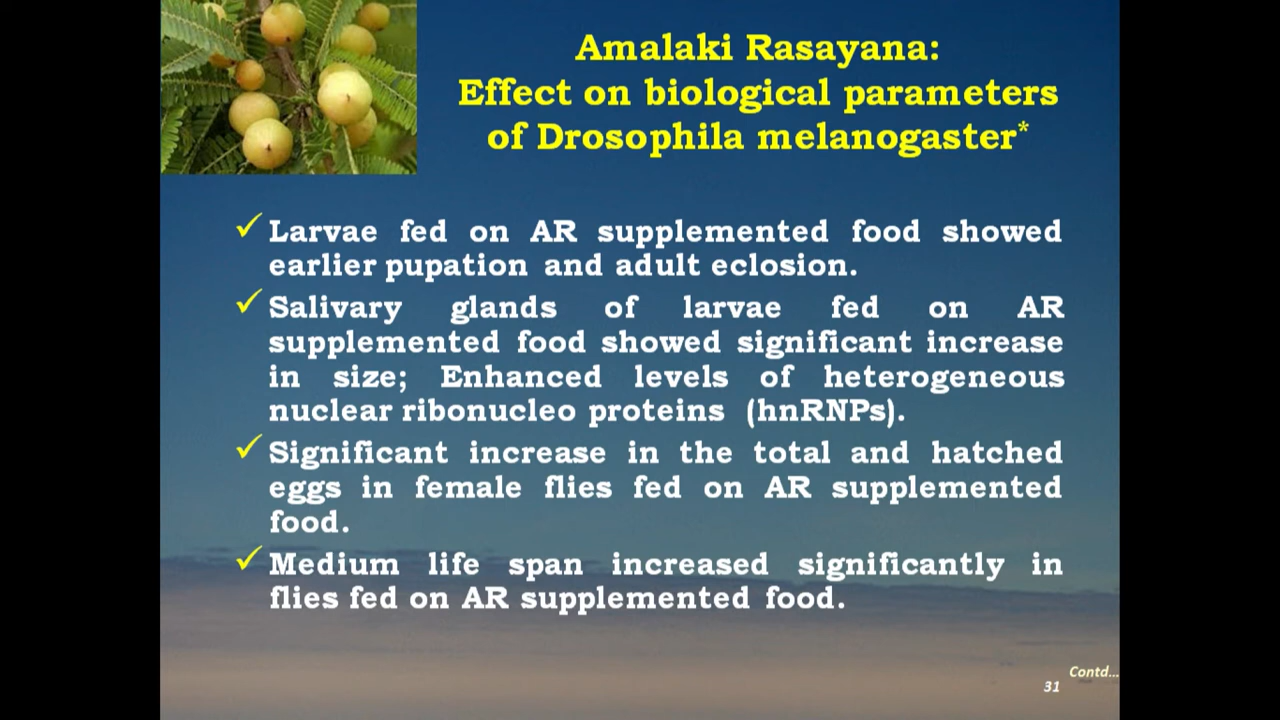 Amalaki Rasayana:
Effect on biological parameters
of Drosophila melanogaster*
✓ Larvae fed on AR supplemented food showed
earlier pupation and adult eclosion.
✓ Salivary glands of larvae fed on AR
supplemented food showed significant increase
in size; Enhanced levels of heterogeneous
nuclear ribonucleo proteins (hnRNPs).
✓ Significant increase in the total and hatched
eggs in female flies fed on AR supplemented
food.
✓ Medium life span increased significantly in
flies fed on AR supplemented food.
Contd...
31